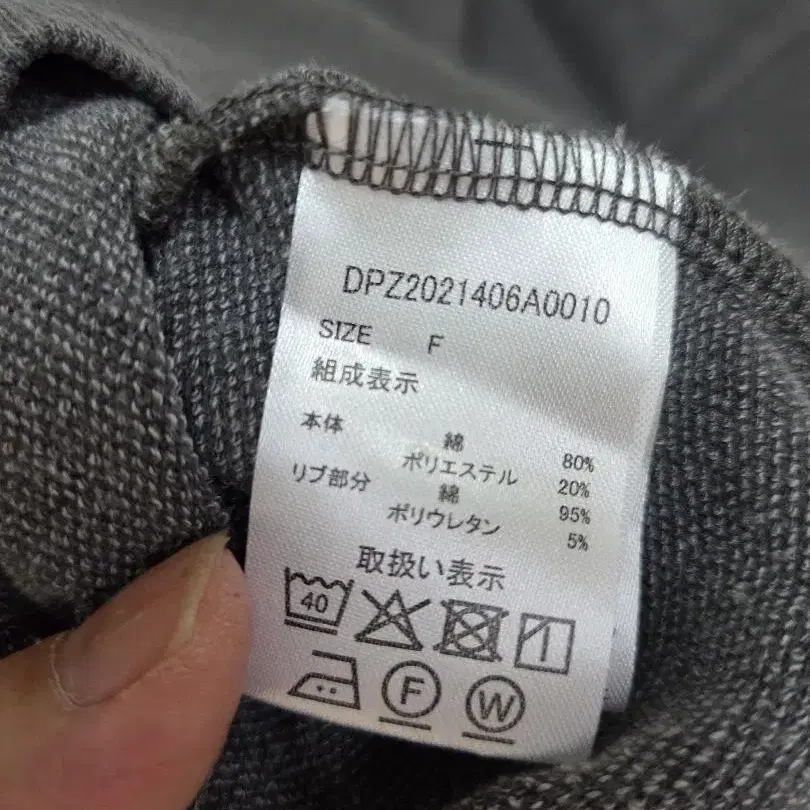 DPZ2021406A0010
SIZE F
組成表示
本体 綿 80%
ポリエステル 20%
リブ部分 綿 95%
ポリウレタン 5%
取扱い表示
40
F W